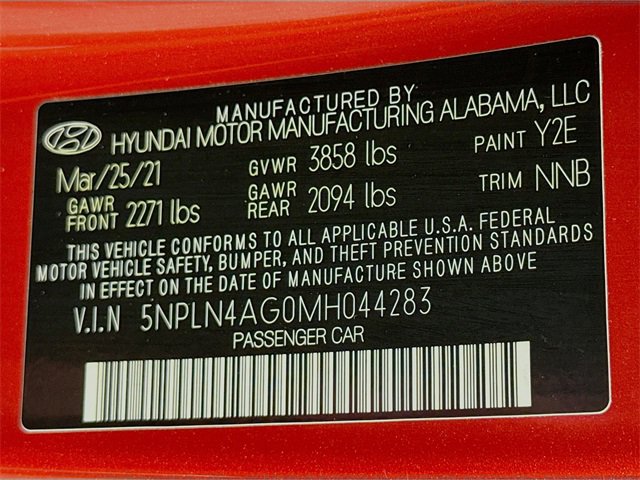 MANUFACTURED BY
HYUNDAI MOTOR MANUFACTURING ALABAMA, LLC
Mar/25/21 GVWR 3858 lbs PAINT Y2E
GAWR FRONT 2271 lbs GAWR REAR 2094 lbs TRIM NNB
THIS VEHICLE CONFORMS TO ALL APPLICABLE U.S.A. FEDERAL
MOTOR VEHICLE SAFETY, BUMPER, AND THEFT PREVENTION STANDARDS
IN EFFECT ON THE DATE OF MANUFACTURE SHOWN ABOVE
V.I.N 5NPLN4AG0MH044283
PASSENGER CAR